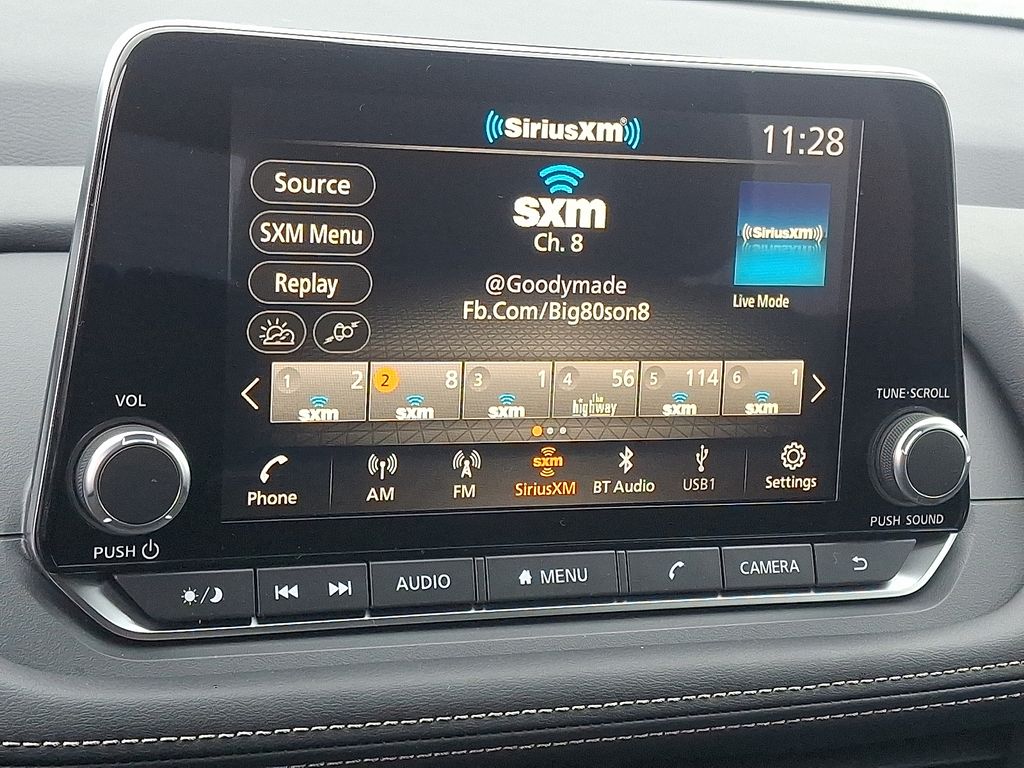 ((SiriusXM®))
11:28
Source
SXM Menu
Replay
sxm
Ch. 8
@Goodymade
Fb.Com/Big80son8
((SiriusXM))
Live Mode
1 2 sxm
2 8 sxm
3 1 sxm
4 56 the highway
5 114 sxm
6 1 sxm
Phone
AM
FM
sxm
SiriusXM
BT Audio
USB1
Settings
VOL
PUSH
TUNE·SCROLL
PUSH SOUND
AUDIO
MENU
CAMERA